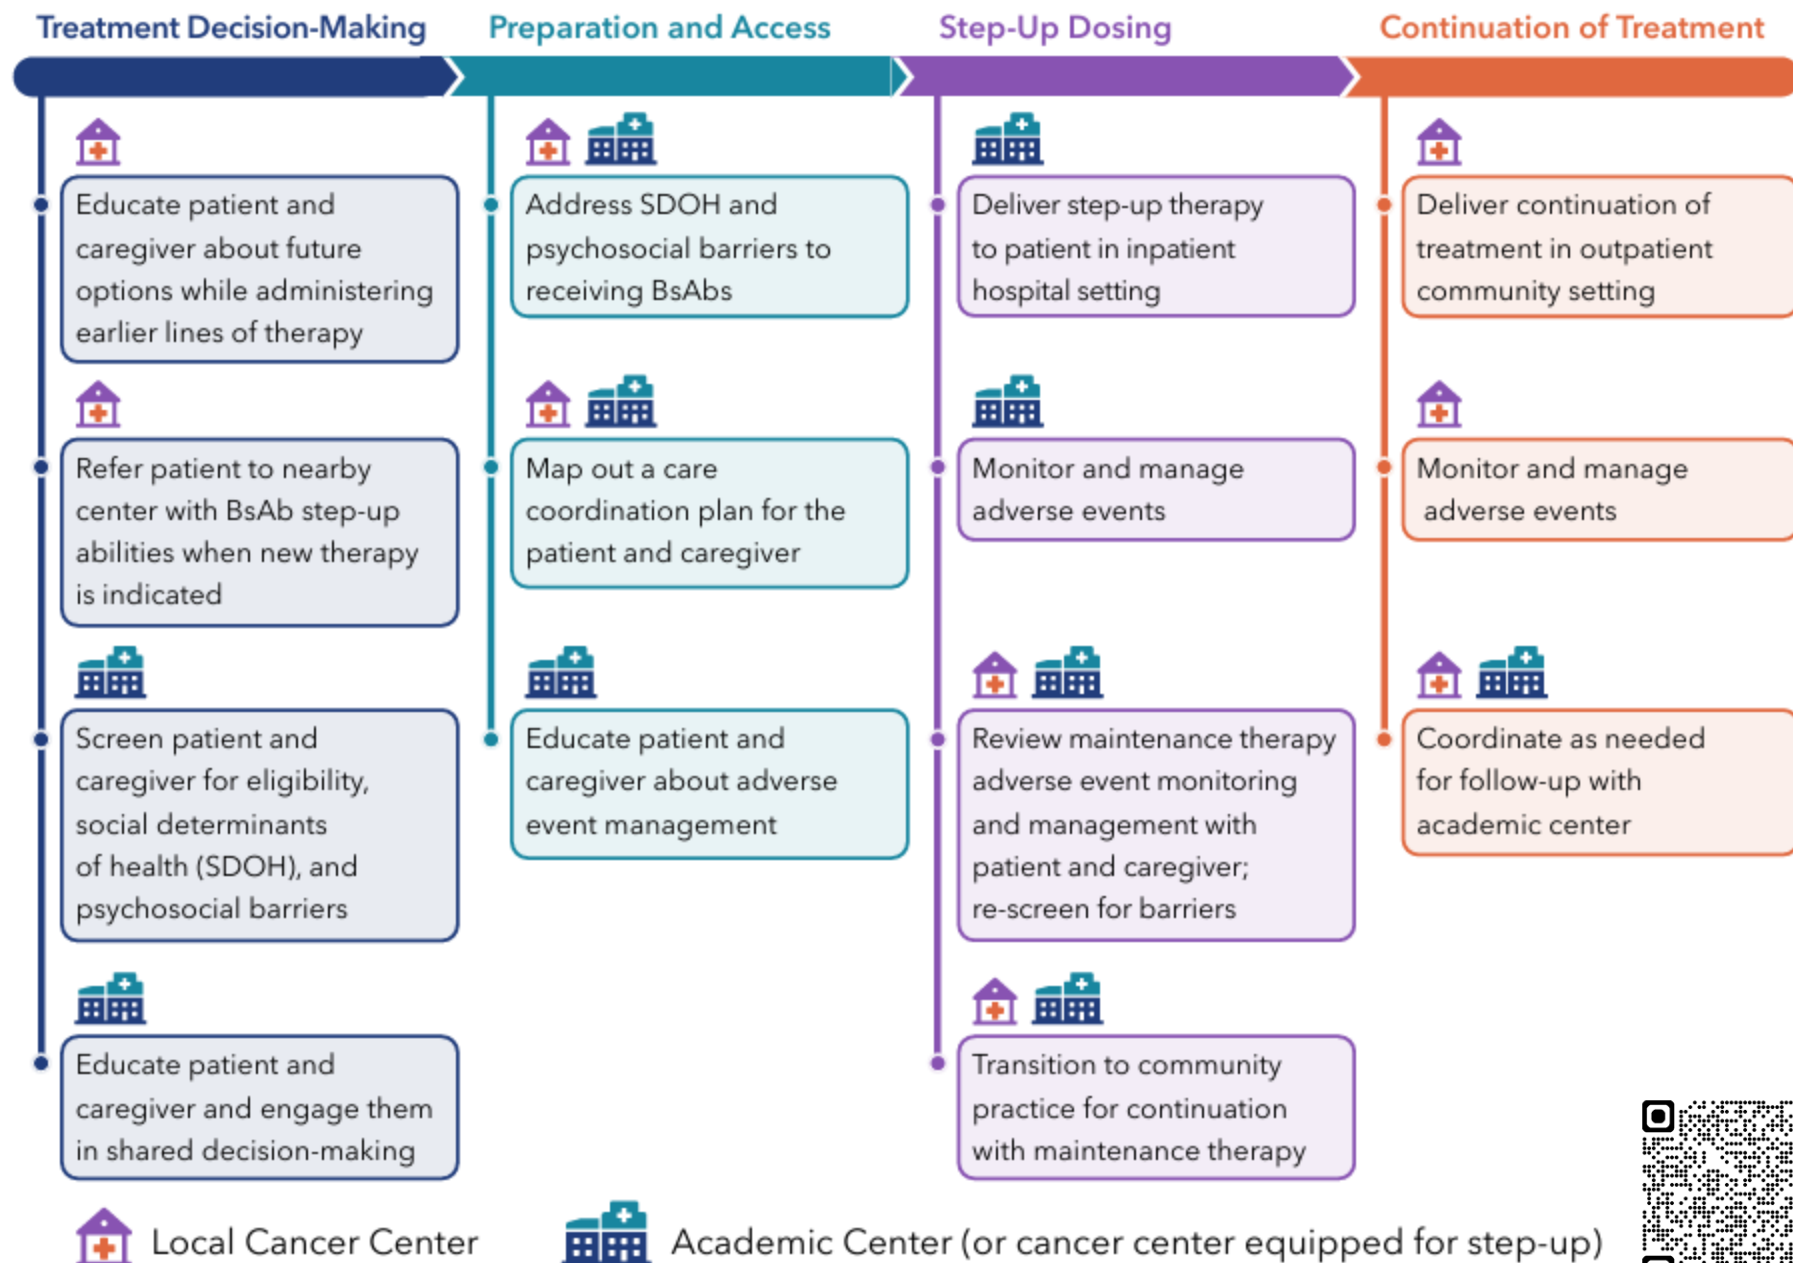 Treatment Decision-Making
Preparation and Access
Step-Up Dosing
Continuation of Treatment
Educate patient and
caregiver about future
options while administering
earlier lines of therapy
Refer patient to nearby
center with BsAb step-up
abilities when new therapy
is indicated
Screen patient and
caregiver for eligibility,
social determinants
of health (SDOH), and
psychosocial barriers
Educate patient and
caregiver and engage them
in shared decision-making
Address SDOH and
psychosocial barriers to
receiving BsAbs
Map out a care
coordination plan for the
patient and caregiver
Educate patient and
caregiver about adverse
event management
Deliver step-up therapy
to patient in inpatient
hospital setting
Monitor and manage
adverse events
Review maintenance therapy
adverse event monitoring
and management with
patient and caregiver;
re-screen for barriers
Transition to community
practice for continuation
with maintenance therapy
Deliver continuation of
treatment in outpatient
community setting
Monitor and manage
adverse events
Coordinate as needed
for follow-up with
academic center
Local Cancer Center
Academic Center (or cancer center equipped for step-up)